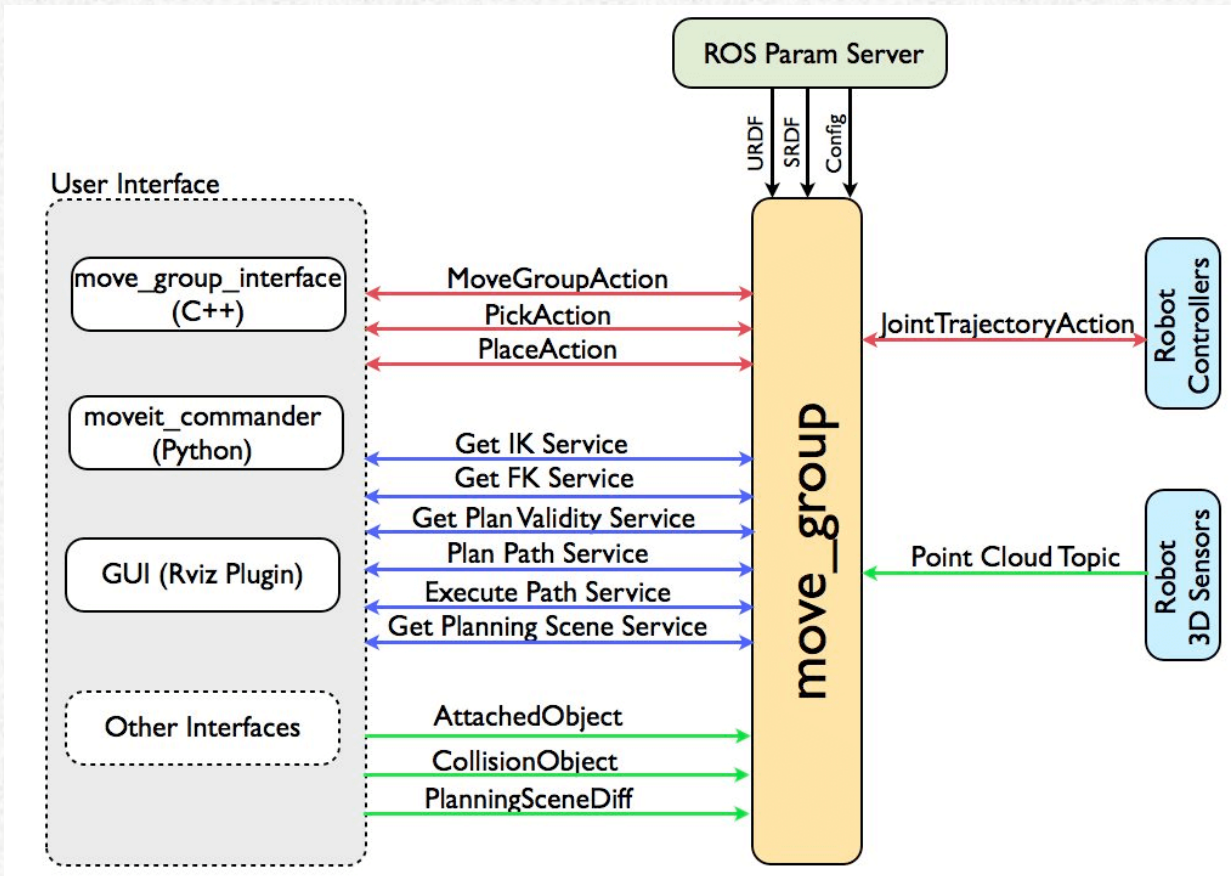 ROS Param Server
URDF
SRDF
Config
User Interface
move_group_interface
(C++)
moveit_commander
(Python)
GUI (Rviz Plugin)
Other Interfaces
MoveGroupAction
PickAction
PlaceAction
Get IK Service
Get FK Service
Get Plan Validity Service
Plan Path Service
Execute Path Service
Get Planning Scene Service
AttachedObject
CollisionObject
PlanningSceneDiff
move_group
JointTrajectoryAction
Robot
Controllers
Point Cloud Topic
Robot
3D Sensors